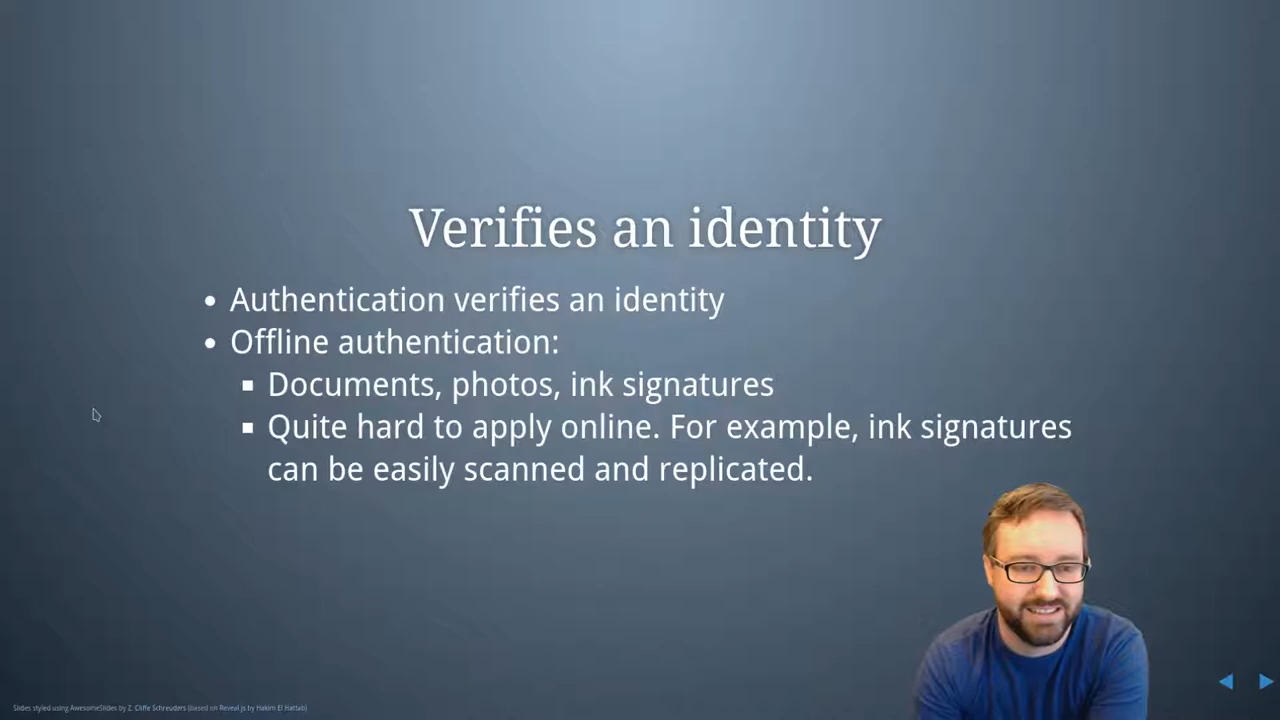 Verifies an identity
• Authentication verifies an identity
• Offline authentication:
▪ Documents, photos, ink signatures
▪ Quite hard to apply online. For example, ink signatures
can be easily scanned and replicated.
Slides styled using AwesomeSlides by Z. Cliffe Schreuders (based on Reveal.js by Hakim El Hattab)